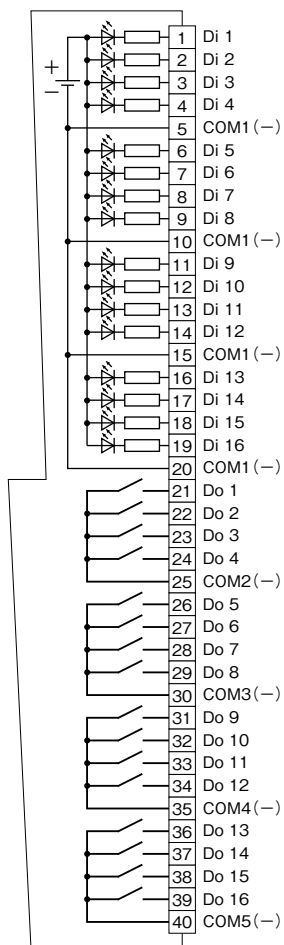 1 Di 1
+
2 Di 2
3 Di 3
−
4 Di 4
5 COM1(−)
6 Di 5
7 Di 6
8 Di 7
9 Di 8
10 COM1(−)
11 Di 9
12 Di 10
13 Di 11
14 Di 12
15 COM1(−)
16 Di 13
17 Di 14
18 Di 15
19 Di 16
20 COM1(−)
21 Do 1
22 Do 2
23 Do 3
24 Do 4
25 COM2(−)
26 Do 5
27 Do 6
28 Do 7
29 Do 8
30 COM3(−)
31 Do 9
32 Do 10
33 Do 11
34 Do 12
35 COM4(−)
36 Do 13
37 Do 14
38 Do 15
39 Do 16
40 COM5(−)